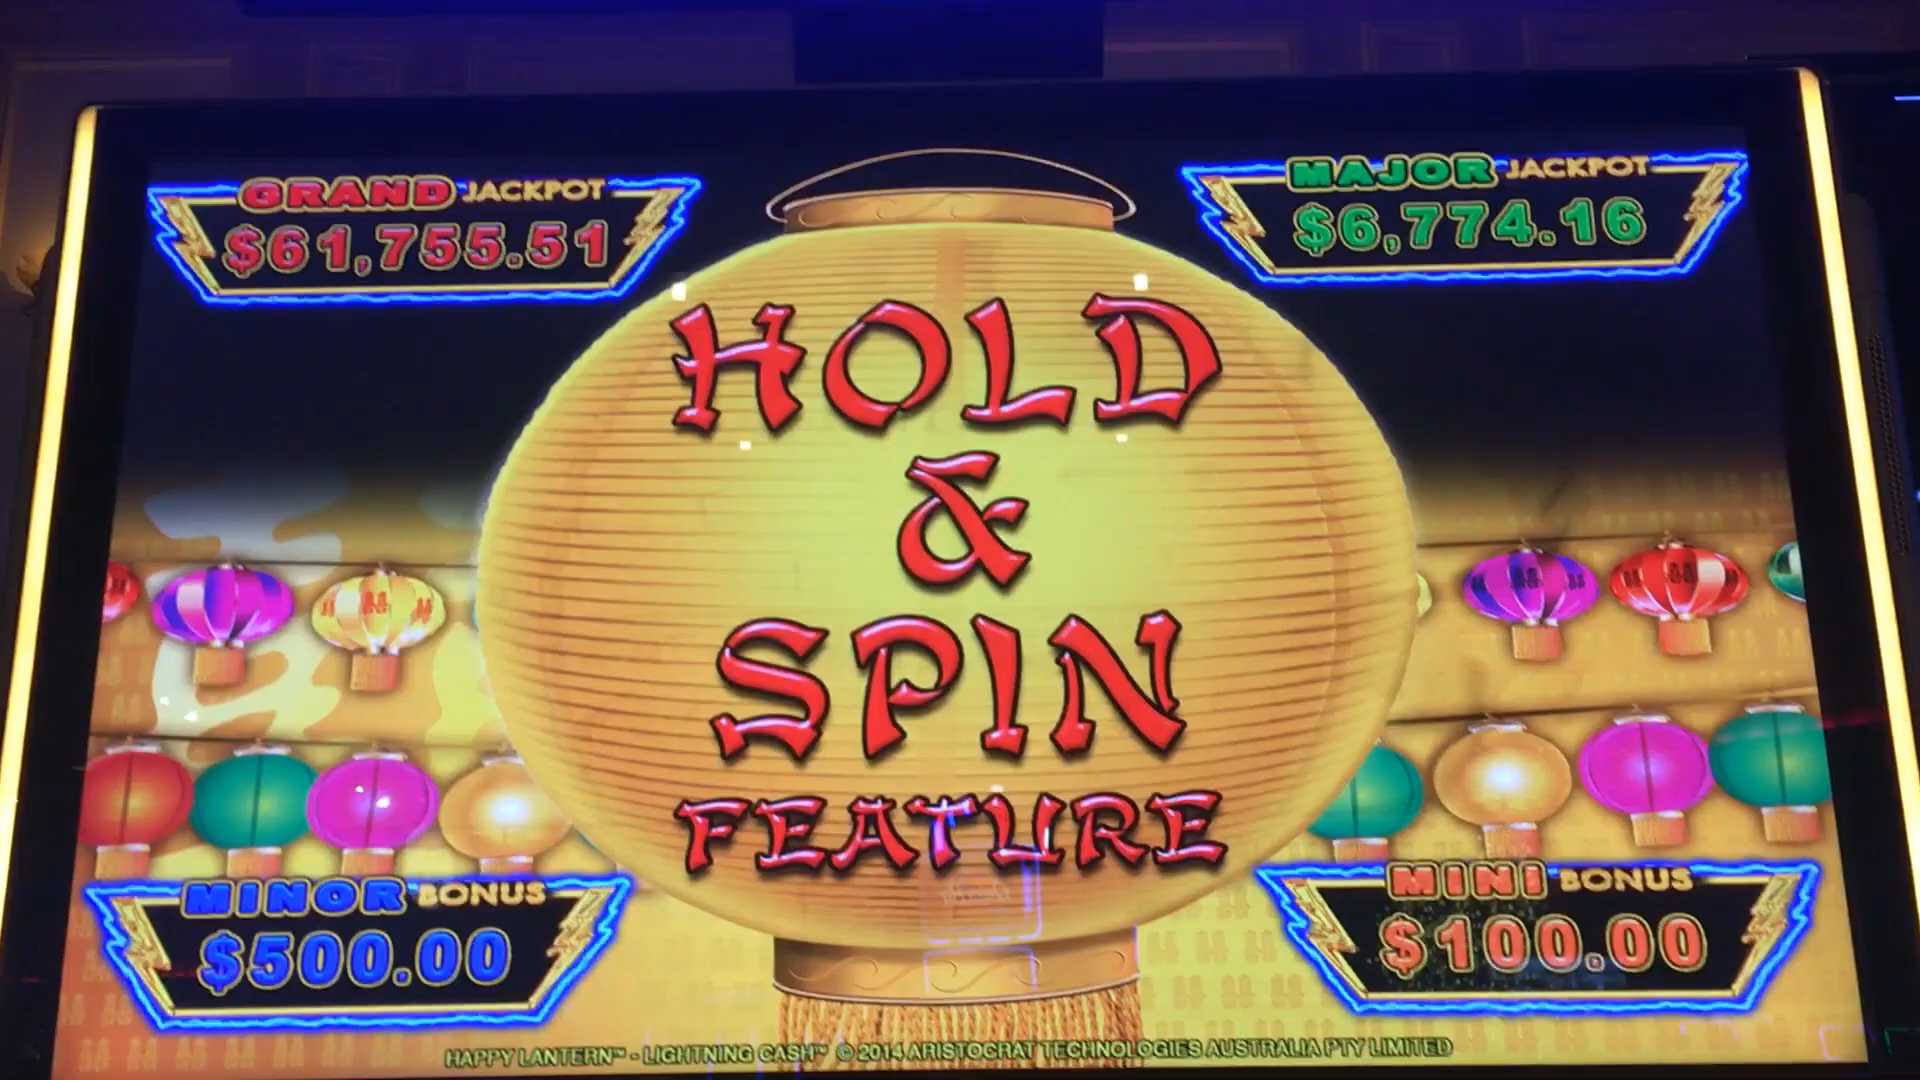 GRAND JACKPOT
$61,755.51
MAJOR JACKPOT
$6,774.16
HOLD
&
SPIN
FEATURE
MINOR BONUS
$500.00
MINI BONUS
$100.00
HAPPY LANTERN™ - LIGHTNING CASH™ © 2014 ARISTOCRAT TECHNOLOGIES AUSTRALIA PTY LIMITED